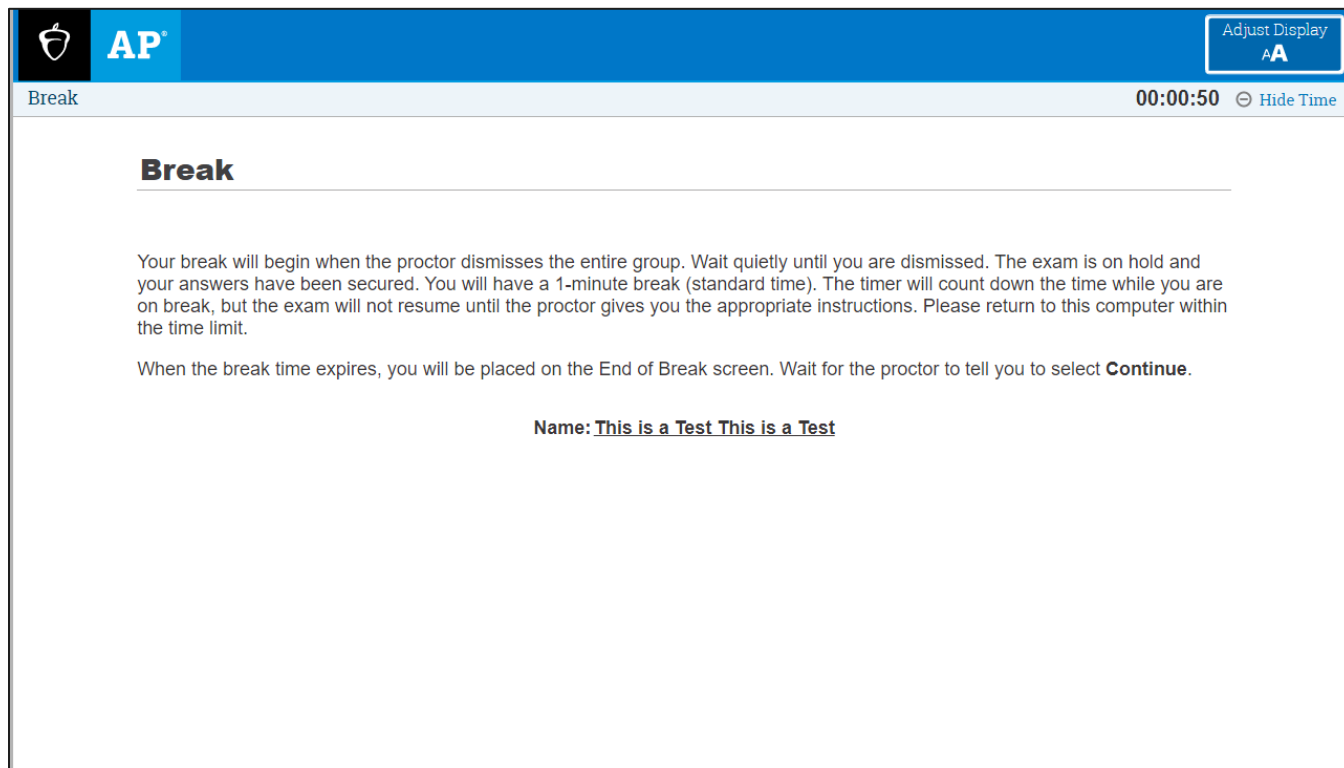 AP®
Adjust Display
AA
Break
00:00:50 Hide Time
Break
Your break will begin when the proctor dismisses the entire group. Wait quietly until you are dismissed. The exam is on hold and
your answers have been secured. You will have a 1-minute break (standard time). The timer will count down the time while you are
on break, but the exam will not resume until the proctor gives you the appropriate instructions. Please return to this computer within
the time limit.
When the break time expires, you will be placed on the End of Break screen. Wait for the proctor to tell you to select Continue.
Name: This is a Test This is a Test